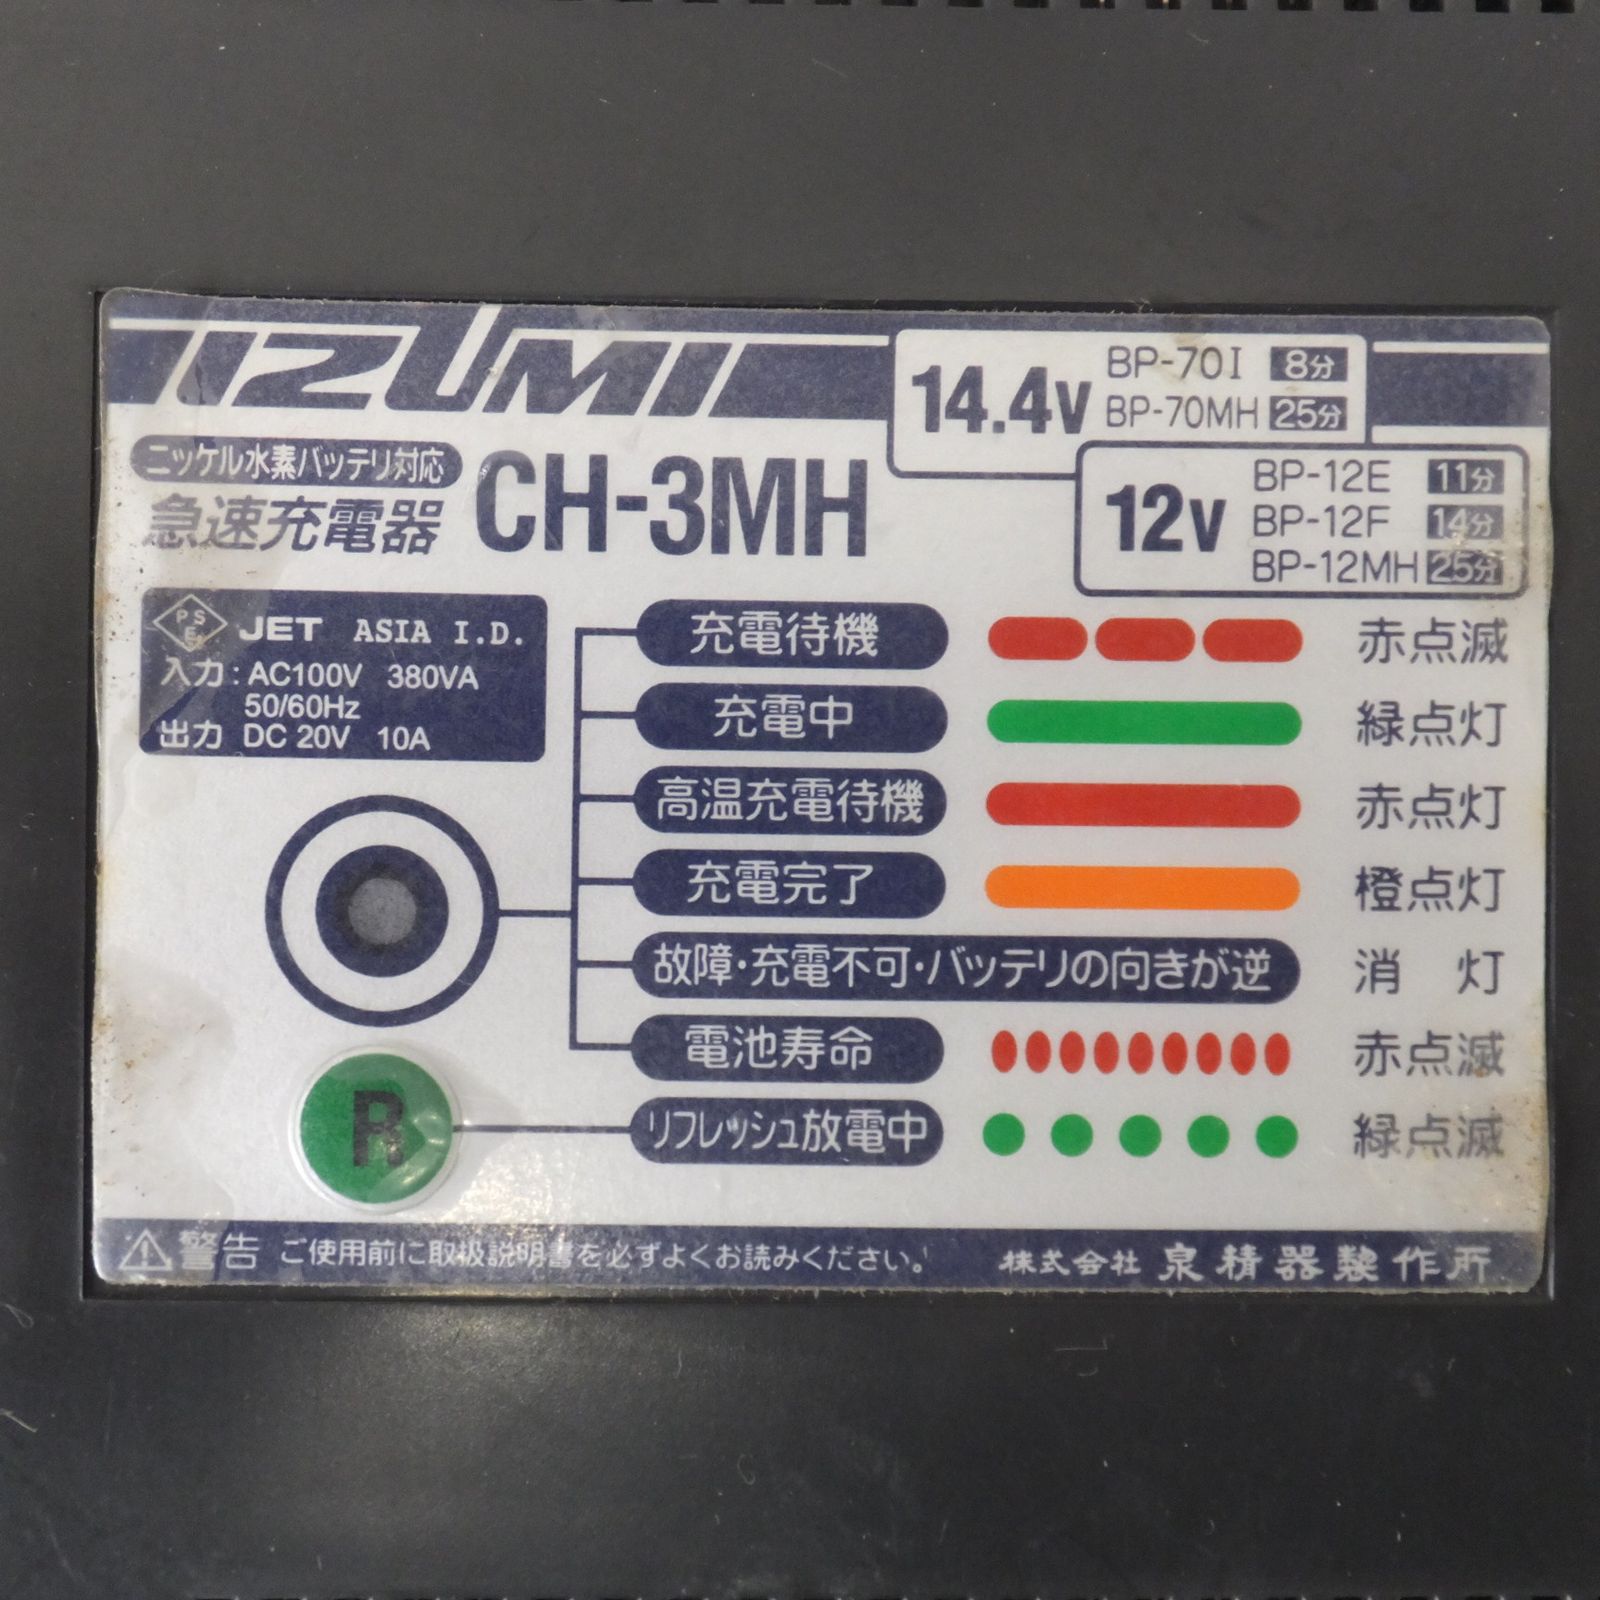 IZUMI
14.4V
BP-70I 8分
BP-70MH 25分
12V
BP-12E 11分
BP-12F 14分
BP-12MH 25分
ニッケル水素バッテリ対応
急速充電器 CH-3MH
PSE JET ASIA I.D.
入力:AC100V 380VA
50/60Hz
出力 DC 20V 10A
充電待機 赤点滅
充電中 緑点灯
高温充電待機 赤点灯
充電完了 橙点灯
故障・充電不可・バッテリの向きが逆 消灯
電池寿命 赤点滅
R リフレッシュ放電中 緑点滅
警告 ご使用前に取扱説明書を必ずよくお読みください。 株式会社 泉精器製作所